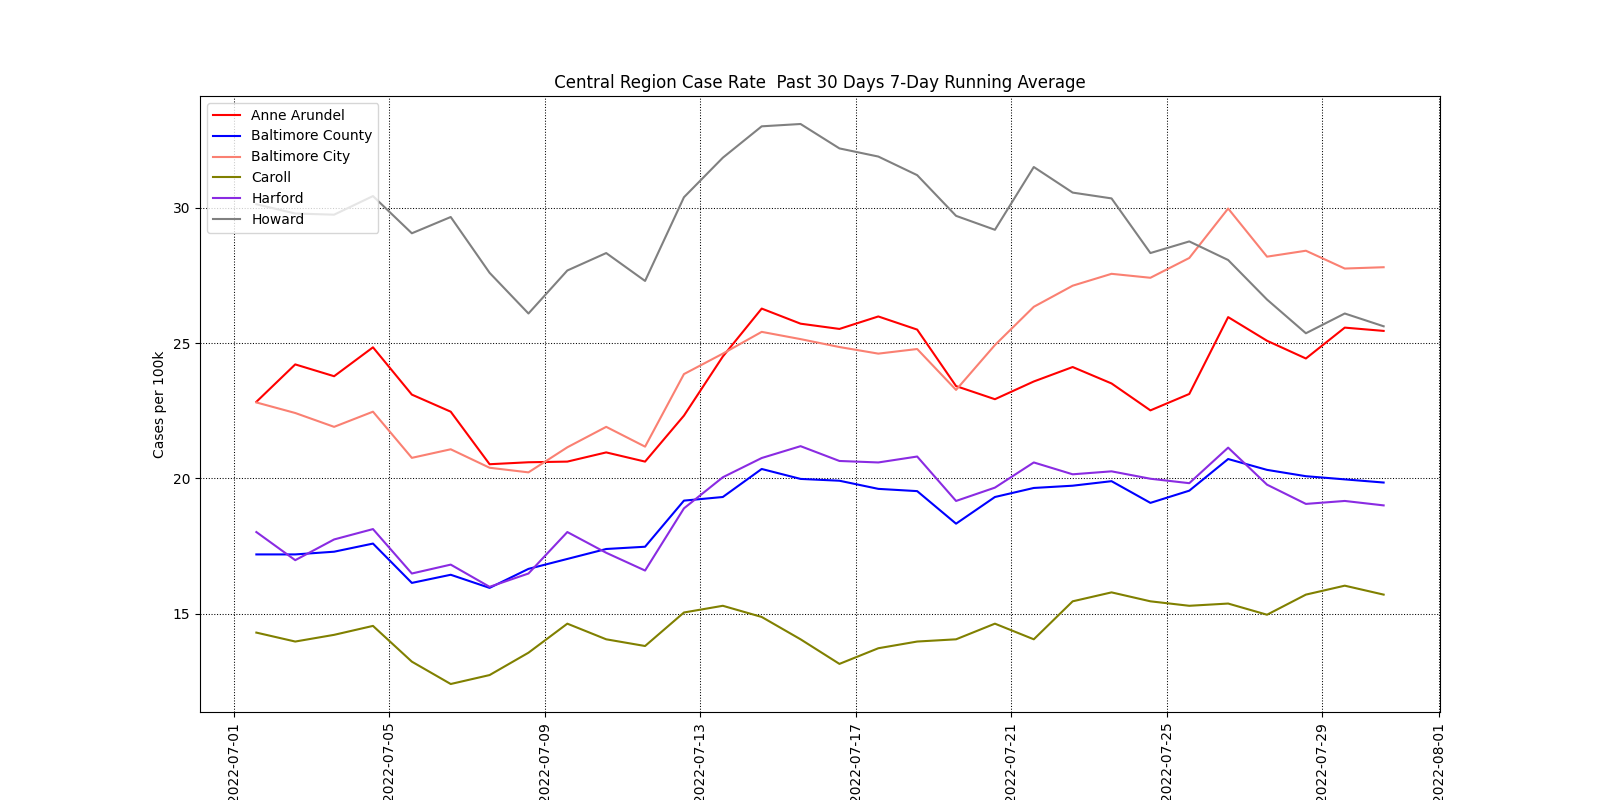 Central Region Case Rate  Past 30 Days 7-Day Running Average
Anne Arundel
Baltimore County
Baltimore City
Caroll
Harford
Howard
Cases per 100k
30
25
20
15
2022-07-01
2022-07-05
2022-07-09
2022-07-13
2022-07-17
2022-07-21
2022-07-25
2022-07-29
2022-08-01